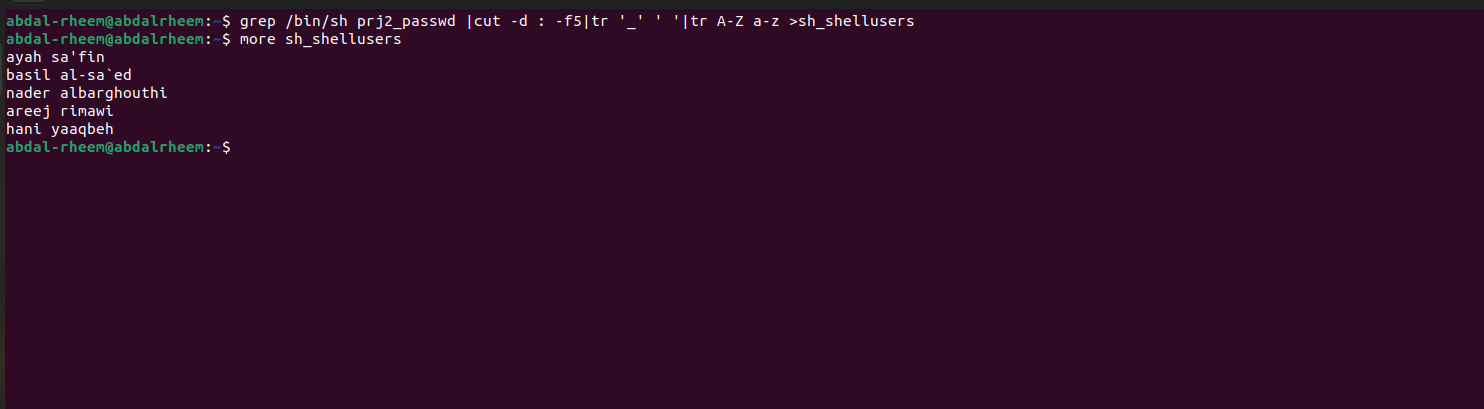 abdal-rheem@abdalrheem:~$ grep /bin/sh prj2_passwd |cut -d : -f5|tr '_' ' '|tr A-Z a-z >sh_shellusers
abdal-rheem@abdalrheem:~$ more sh_shellusers
ayah sa'fin
basil al-sa`ed
nader albarghouthi
areej rimawi
hani yaaqbeh
abdal-rheem@abdalrheem:~$